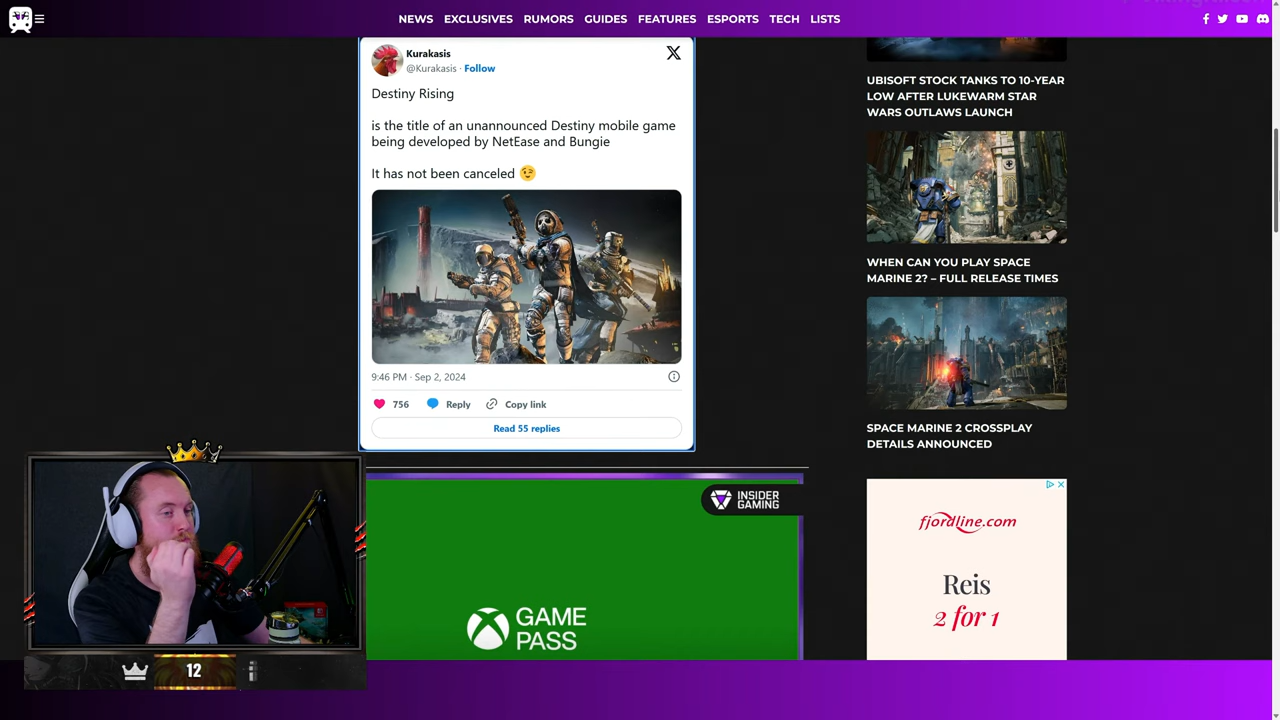 NEWS EXCLUSIVES RUMORS GUIDES FEATURES ESPORTS TECH LISTS
Kurakasis
@Kurakasis · Follow
Destiny Rising
is the title of an unannounced Destiny mobile game
being developed by NetEase and Bungie
It has not been canceled 😉
9:46 PM · Sep 2, 2024
756 Reply Copy link
Read 55 replies
INSIDER
GAMING
GAME
PASS
UBISOFT STOCK TANKS TO 10-YEAR
LOW AFTER LUKEWARM STAR
WARS OUTLAWS LAUNCH
WHEN CAN YOU PLAY SPACE
MARINE 2? – FULL RELEASE TIMES
SPACE MARINE 2 CROSSPLAY
DETAILS ANNOUNCED
fjordline.com
Reis
2 for 1
12